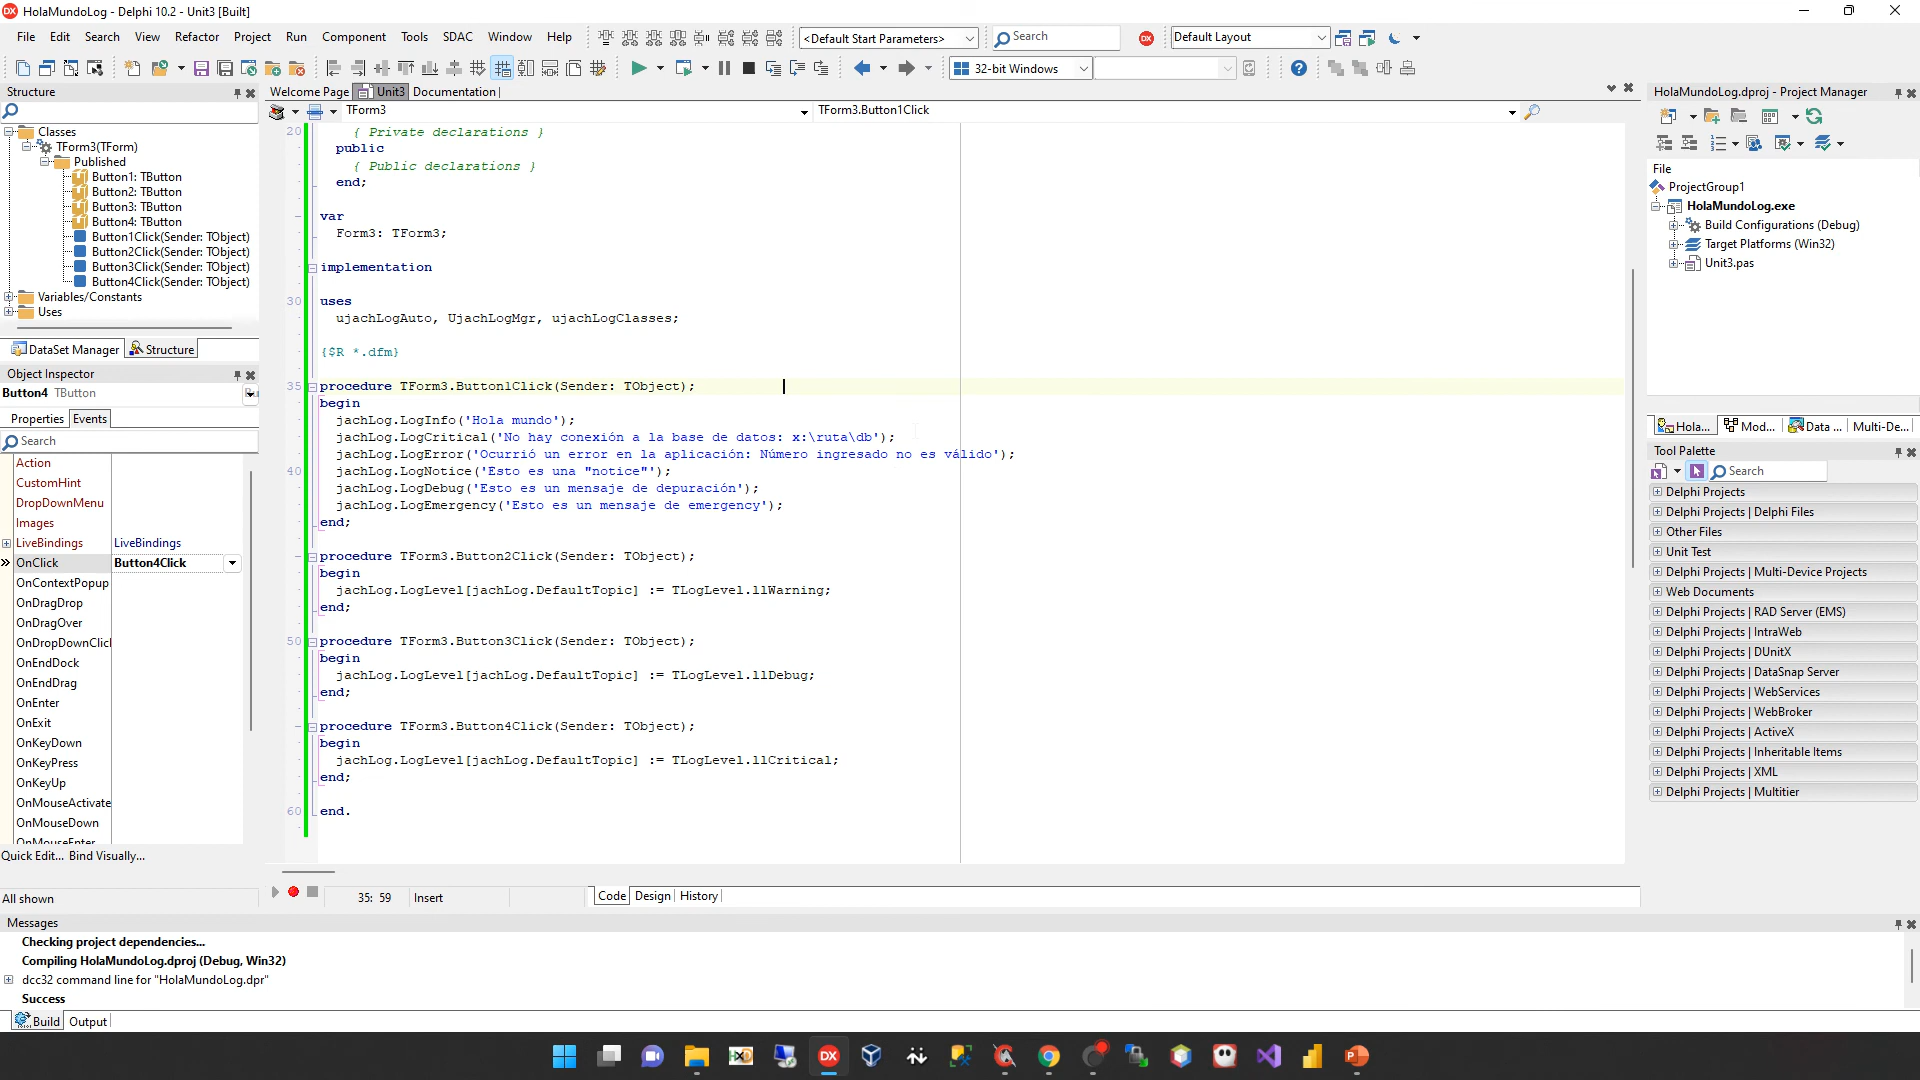 HolaMundoLog - Delphi 10.2 - Unit3 [Built]
File Edit Search View Refactor Project Run Component Tools SDAC Window Help
<Default Start Parameters>
Search
Default Layout
32-bit Windows
Structure
Classes
TForm3(TForm)
Published
Button1: TButton
Button2: TButton
Button3: TButton
Button4: TButton
Button1Click(Sender: TObject)
Button2Click(Sender: TObject)
Button3Click(Sender: TObject)
Button4Click(Sender: TObject)
Variables/Constants
Uses
DataSet Manager Structure
Object Inspector
Button4 TButton
Properties Events
Search
Action
CustomHint
DropDownMenu
Images
LiveBindings LiveBindings
OnClick Button4Click
OnContextPopup
OnDragDrop
OnDragOver
OnDropDownClicl
OnEndDock
OnEndDrag
OnEnter
OnExit
OnKeyDown
OnKeyPress
OnKeyUp
OnMouseActivate
OnMouseDown
OnMouseEnter
Quick Edit... Bind Visually...
All shown
Welcome Page Unit3 Documentation
TForm3 TForm3.Button1Click
20 { Private declarations }
public
{ Public declarations }
end;
var
Form3: TForm3;
implementation
30 uses
ujachLogAuto, UjachLogMgr, ujachLogClasses;
{$R *.dfm}
35 procedure TForm3.Button1Click(Sender: TObject);
begin
jachLog.LogInfo('Hola mundo');
jachLog.LogCritical('No hay conexión a la base de datos: x:\ruta\db');
jachLog.LogError('Ocurrió un error en la aplicación: Número ingresado no es válido');
40 jachLog.LogNotice('Esto es una "notice"');
jachLog.LogDebug('Esto es un mensaje de depuración');
jachLog.LogEmergency('Esto es un mensaje de emergency');
end;
procedure TForm3.Button2Click(Sender: TObject);
begin
jachLog.LogLevel[jachLog.DefaultTopic] := TLogLevel.llWarning;
end;
50 procedure TForm3.Button3Click(Sender: TObject);
begin
jachLog.LogLevel[jachLog.DefaultTopic] := TLogLevel.llDebug;
end;
procedure TForm3.Button4Click(Sender: TObject);
begin
jachLog.LogLevel[jachLog.DefaultTopic] := TLogLevel.llCritical;
end;
60 end.
35: 59 Insert
Code Design History
HolaMundoLog.dproj - Project Manager
File
ProjectGroup1
HolaMundoLog.exe
Build Configurations (Debug)
Target Platforms (Win32)
Unit3.pas
Hola... Mod... Data ... Multi-De...
Tool Palette
Search
Delphi Projects
Delphi Projects | Delphi Files
Other Files
Unit Test
Delphi Projects | Multi-Device Projects
Web Documents
Delphi Projects | RAD Server (EMS)
Delphi Projects | IntraWeb
Delphi Projects | DUnitX
Delphi Projects | DataSnap Server
Delphi Projects | WebServices
Delphi Projects | WebBroker
Delphi Projects | ActiveX
Delphi Projects | Inheritable Items
Delphi Projects | XML
Delphi Projects | Multitier
Messages
Checking project dependencies...
Compiling HolaMundoLog.dproj (Debug, Win32)
dcc32 command line for "HolaMundoLog.dpr"
Success
Build Output